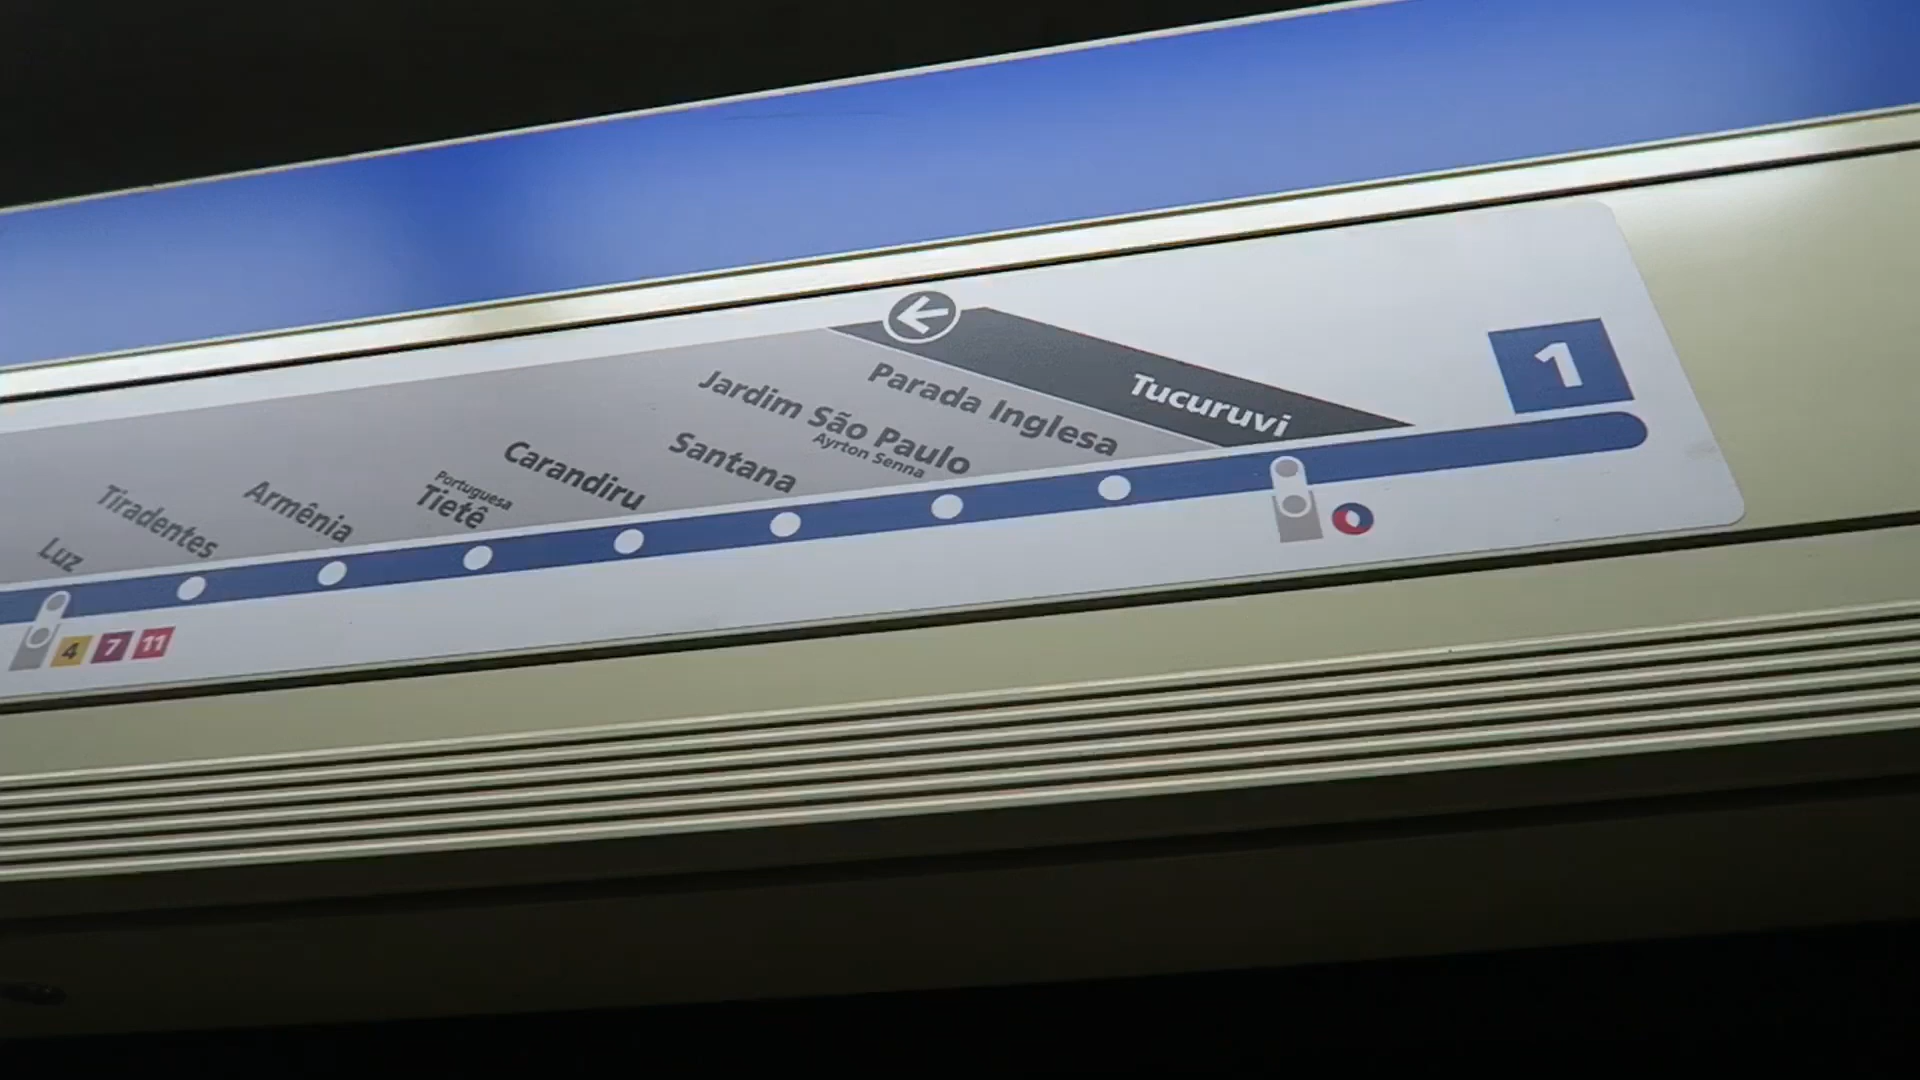 Luz
Tiradentes
Armênia
Portuguesa
Tietê
Carandiru
Santana
Jardim São Paulo
Ayrton Senna
Parada Inglesa
Tucuruvi
1
4 7 11